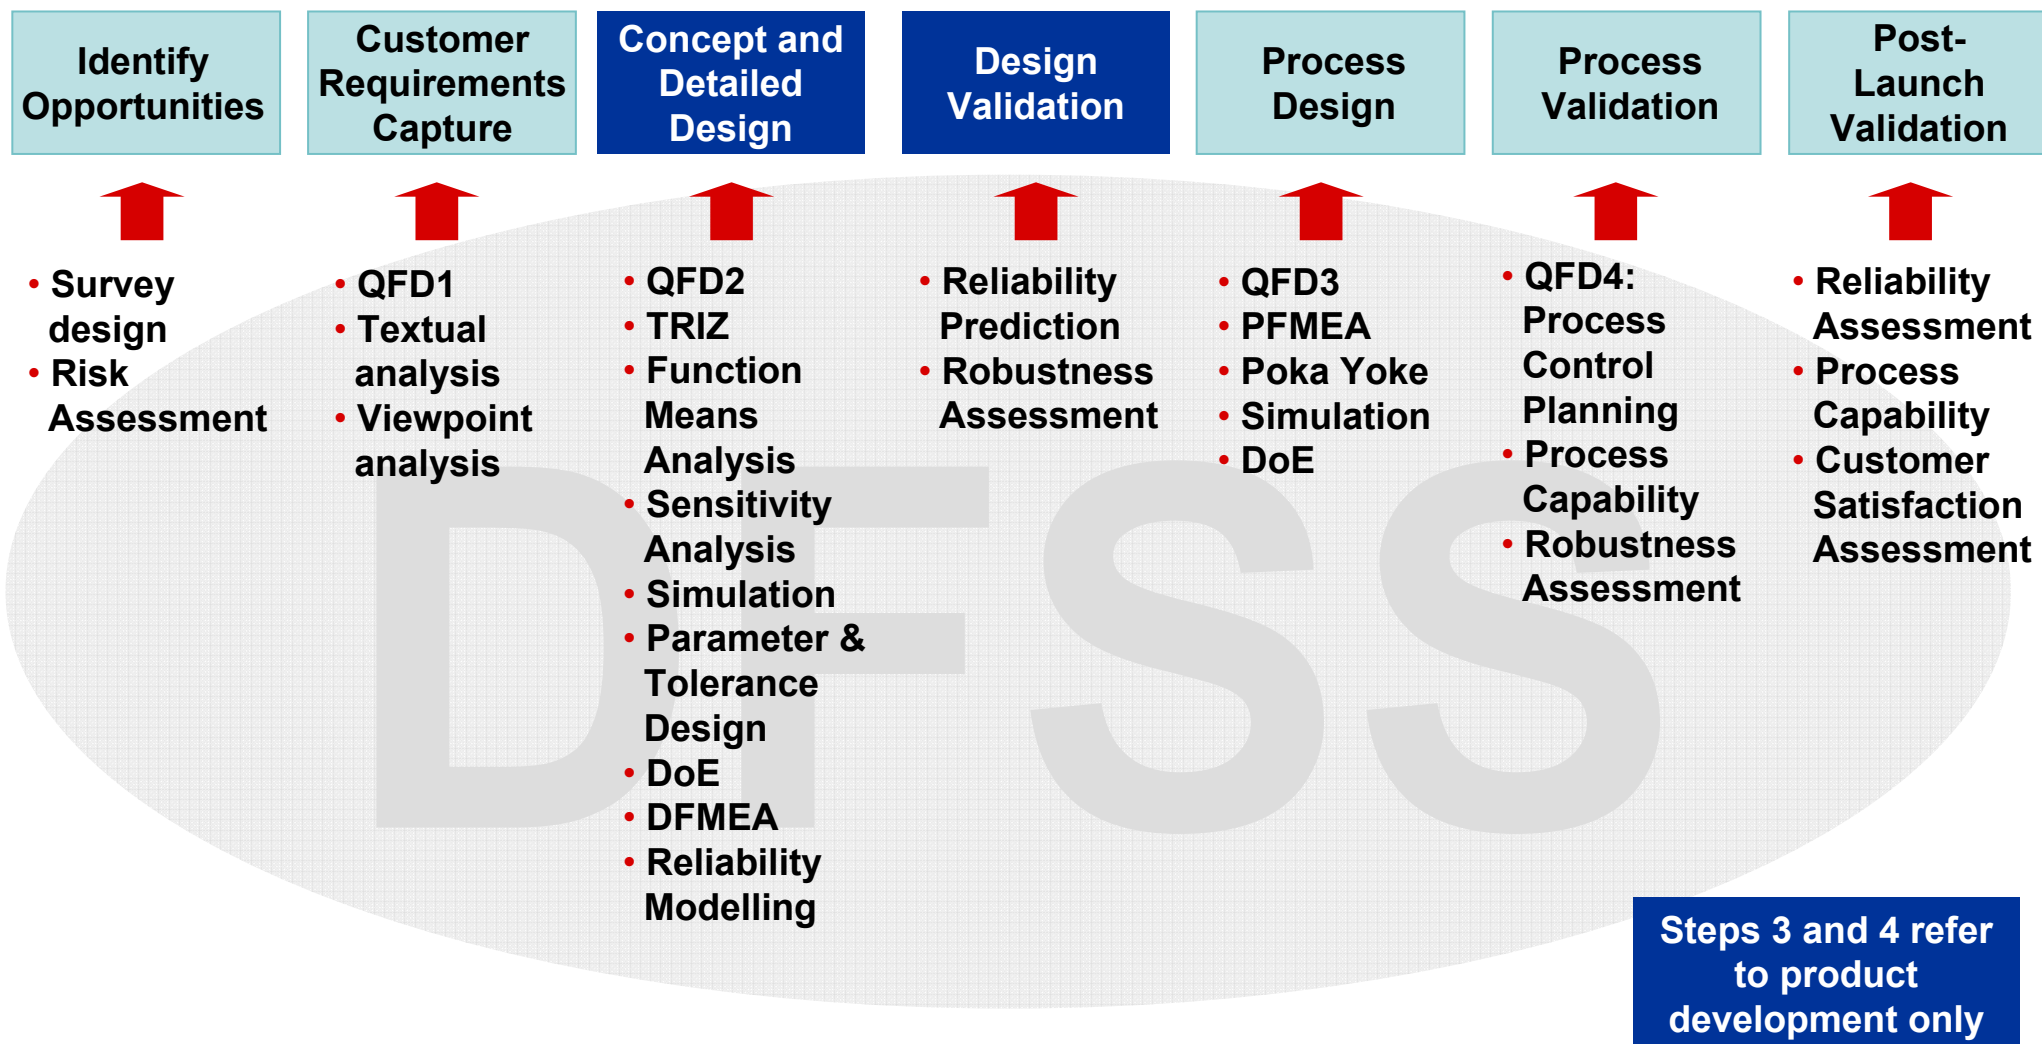 Identify
Opportunities
Customer
Requirements
Capture
Concept and
Detailed
Design
Design
Validation
Process
Design
Process
Validation
Post-
Launch
Validation
• Survey
design
• Risk
Assessment
• QFD1
• Textual
analysis
• Viewpoint
analysis
• QFD2
• TRIZ
• Function
Means
Analysis
• Sensitivity
Analysis
• Simulation
• Parameter &
Tolerance
Design
• DoE
• DFMEA
• Reliability
Modelling
• Reliability
Prediction
• Robustness
Assessment
• QFD3
• PFMEA
• Poka Yoke
• Simulation
• DoE
• QFD4:
Process
Control
Planning
• Process
Capability
• Robustness
Assessment
• Reliability
Assessment
• Process
Capability
• Customer
Satisfaction
Assessment
DFSS
Steps 3 and 4 refer
to product
development only